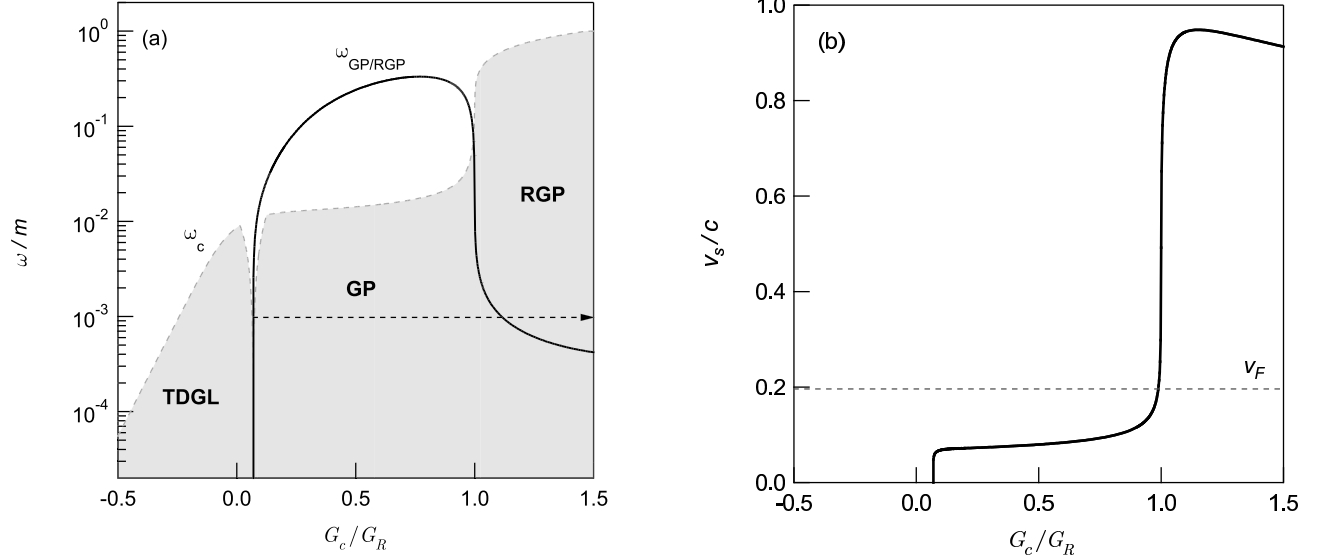 (a)
ω_GP/RGP
10^0
10^-1
10^-2
10^-3
10^-4
ω/m
ω_c
TDGL
GP
RGP
-0.5 0.0 0.5 1.0 1.5
G_c/G_R
(b)
1.0
0.8
0.6
0.4
0.2
0.0
v_s/c
v_F
-0.5 0.0 0.5 1.0 1.5
G_c/G_R